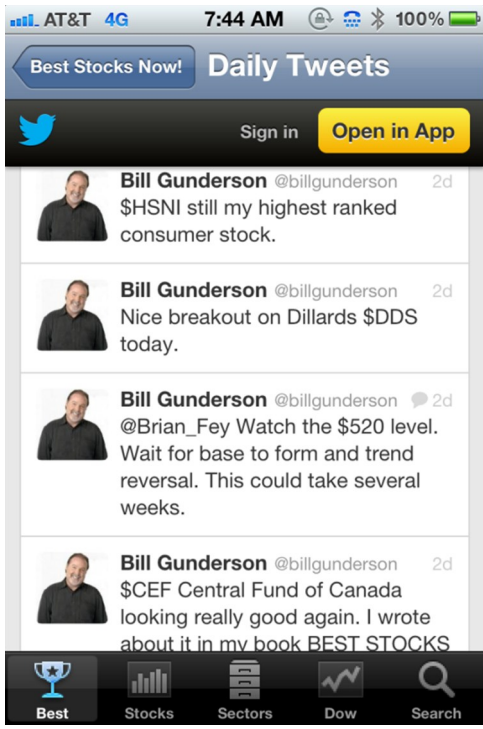 AT&T 4G 7:44 AM 100%
Best Stocks Now! Daily Tweets
Sign in Open in App
Bill Gunderson @billgunderson 2d
$HSNI still my highest ranked
consumer stock.
Bill Gunderson @billgunderson 2d
Nice breakout on Dillards $DDS
today.
Bill Gunderson @billgunderson 2d
@Brian_Fey Watch the $520 level.
Wait for base to form and trend
reversal. This could take several
weeks.
Bill Gunderson @billgunderson 2d
$CEF Central Fund of Canada
looking really good again. I wrote
about it in my book BEST STOCKS
Best Stocks Sectors Dow Search